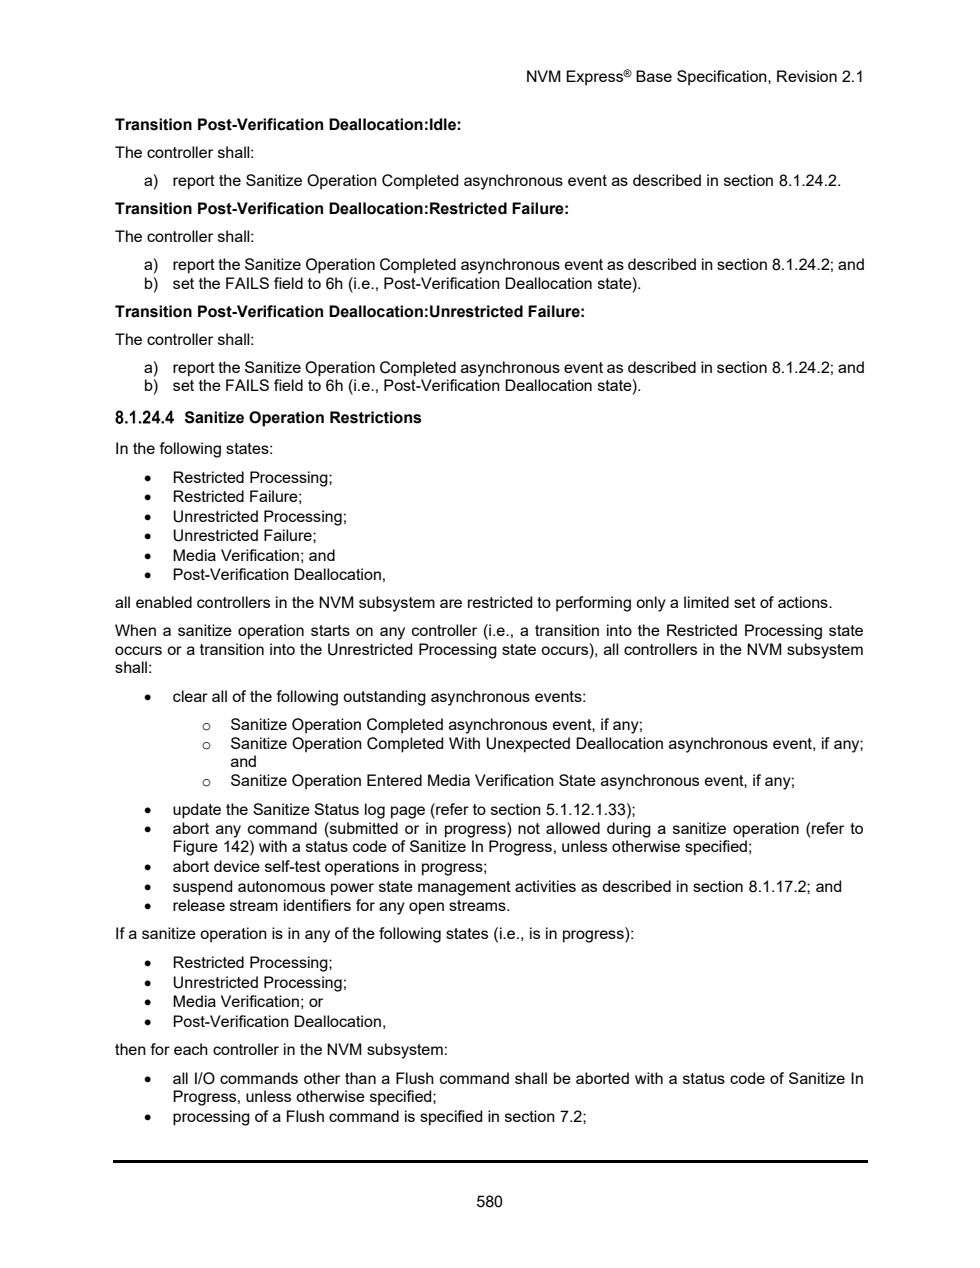 NVM Express® Base Specification, Revision 2.1
Transition Post-Verification Deallocation:Idle:
The controller shall:
a) report the Sanitize Operation Completed asynchronous event as described in section 8.1.24.2.
Transition Post-Verification Deallocation:Restricted Failure:
The controller shall:
a) report the Sanitize Operation Completed asynchronous event as described in section 8.1.24.2; and
b) set the FAILS field to 6h (i.e., Post-Verification Deallocation state).
Transition Post-Verification Deallocation:Unrestricted Failure:
The controller shall:
a) report the Sanitize Operation Completed asynchronous event as described in section 8.1.24.2; and
b) set the FAILS field to 6h (i.e., Post-Verification Deallocation state).
8.1.24.4 Sanitize Operation Restrictions
In the following states:
• Restricted Processing;
• Restricted Failure;
• Unrestricted Processing;
• Unrestricted Failure;
• Media Verification; and
• Post-Verification Deallocation,
all enabled controllers in the NVM subsystem are restricted to performing only a limited set of actions.
When a sanitize operation starts on any controller (i.e., a transition into the Restricted Processing state
occurs or a transition into the Unrestricted Processing state occurs), all controllers in the NVM subsystem
shall:
• clear all of the following outstanding asynchronous events:
o Sanitize Operation Completed asynchronous event, if any;
o Sanitize Operation Completed With Unexpected Deallocation asynchronous event, if any;
and
o Sanitize Operation Entered Media Verification State asynchronous event, if any;
• update the Sanitize Status log page (refer to section 5.1.12.1.33);
• abort any command (submitted or in progress) not allowed during a sanitize operation (refer to
Figure 142) with a status code of Sanitize In Progress, unless otherwise specified;
• abort device self-test operations in progress;
• suspend autonomous power state management activities as described in section 8.1.17.2; and
• release stream identifiers for any open streams.
If a sanitize operation is in any of the following states (i.e., is in progress):
• Restricted Processing;
• Unrestricted Processing;
• Media Verification; or
• Post-Verification Deallocation,
then for each controller in the NVM subsystem:
• all I/O commands other than a Flush command shall be aborted with a status code of Sanitize In
Progress, unless otherwise specified;
• processing of a Flush command is specified in section 7.2;
580